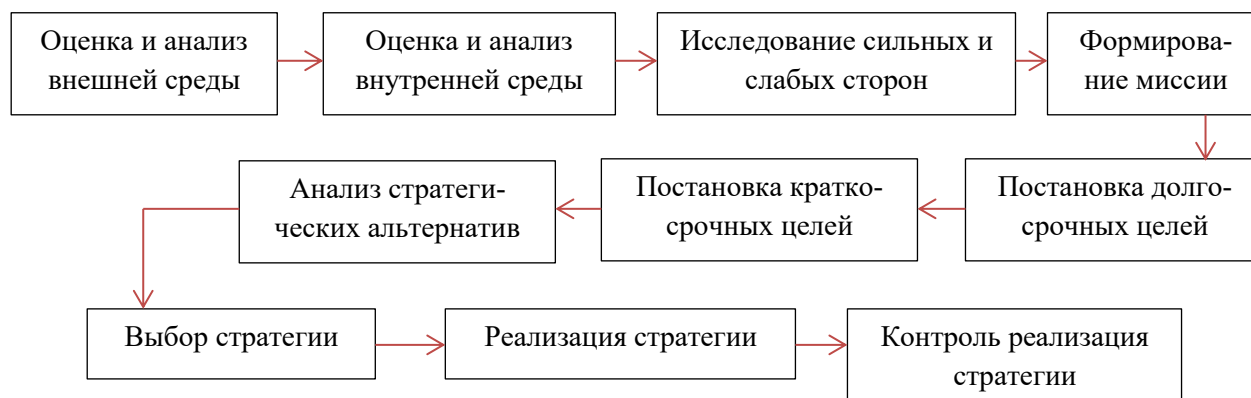 Оценка и анализ
внешней среды
Оценка и анализ
внутренней среды
Исследование сильных и
слабых сторон
Формирова-
ние миссии
Постановка долго-
срочных целей
Постановка кратко-
срочных целей
Анализ стратеги-
ческих альтернатив
Выбор стратегии
Реализация стратегии
Контроль реализация
стратегии